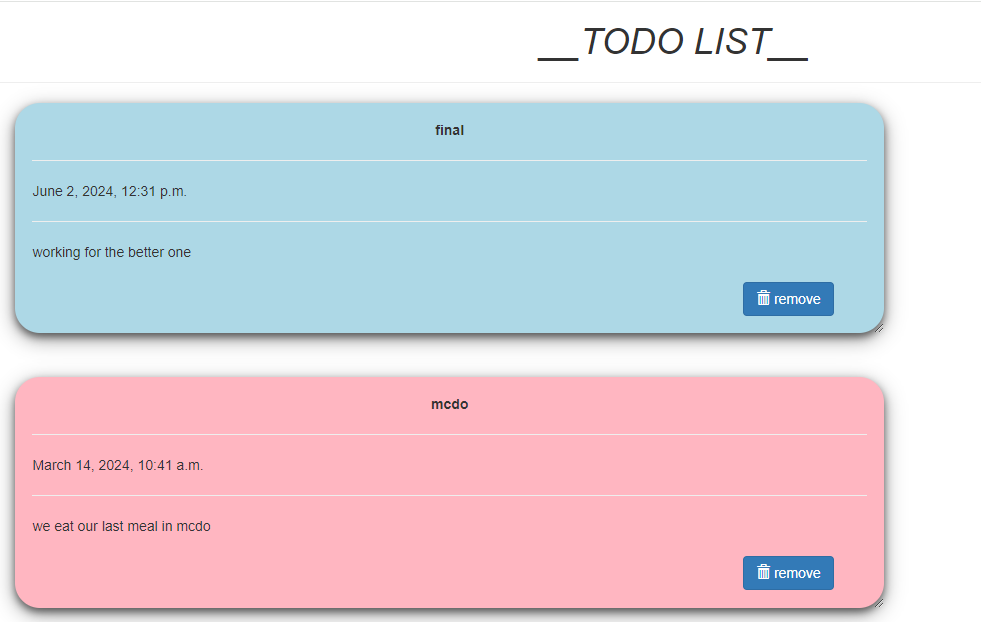 __TODO LIST__
final
June 2, 2024, 12:31 p.m.
working for the better one
remove
mcdo
March 14, 2024, 10:41 a.m.
we eat our last meal in mcdo
remove